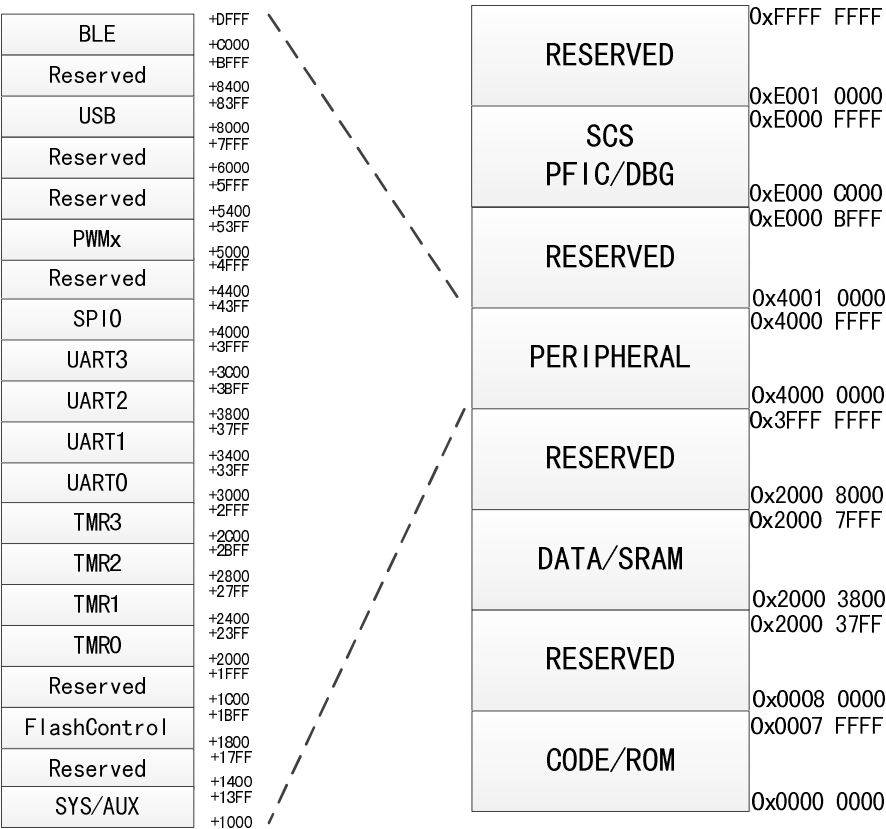 BLE
+DFFF
+C000
Reserved
+BFFF
+8400
USB
+83FF
+8000
Reserved
+7FFF
+6000
Reserved
+5FFF
+5400
PWMx
+53FF
+5000
Reserved
+4FFF
+4400
SPI0
+43FF
+4000
UART3
+3FFF
+3C00
UART2
+3BFF
+3800
UART1
+37FF
+3400
UART0
+33FF
+3000
TMR3
+2FFF
+2C00
TMR2
+2BFF
+2800
TMR1
+27FF
+2400
TMR0
+23FF
+2000
Reserved
+1FFF
+1C00
FlashControl
+1BFF
+1800
Reserved
+17FF
+1400
SYS/AUX
+13FF
+1000
0xFFFF FFFF
RESERVED
0xE001 0000
0xE000 FFFF
SCS
PFIC/DBG
0xE000 C000
0xE000 BFFF
RESERVED
0x4001 0000
0x4000 FFFF
PERIPHERAL
0x4000 0000
0x3FFF FFFF
RESERVED
0x2000 8000
0x2000 7FFF
DATA/SRAM
0x2000 3800
0x2000 37FF
RESERVED
0x0008 0000
0x0007 FFFF
CODE/ROM
0x0000 0000